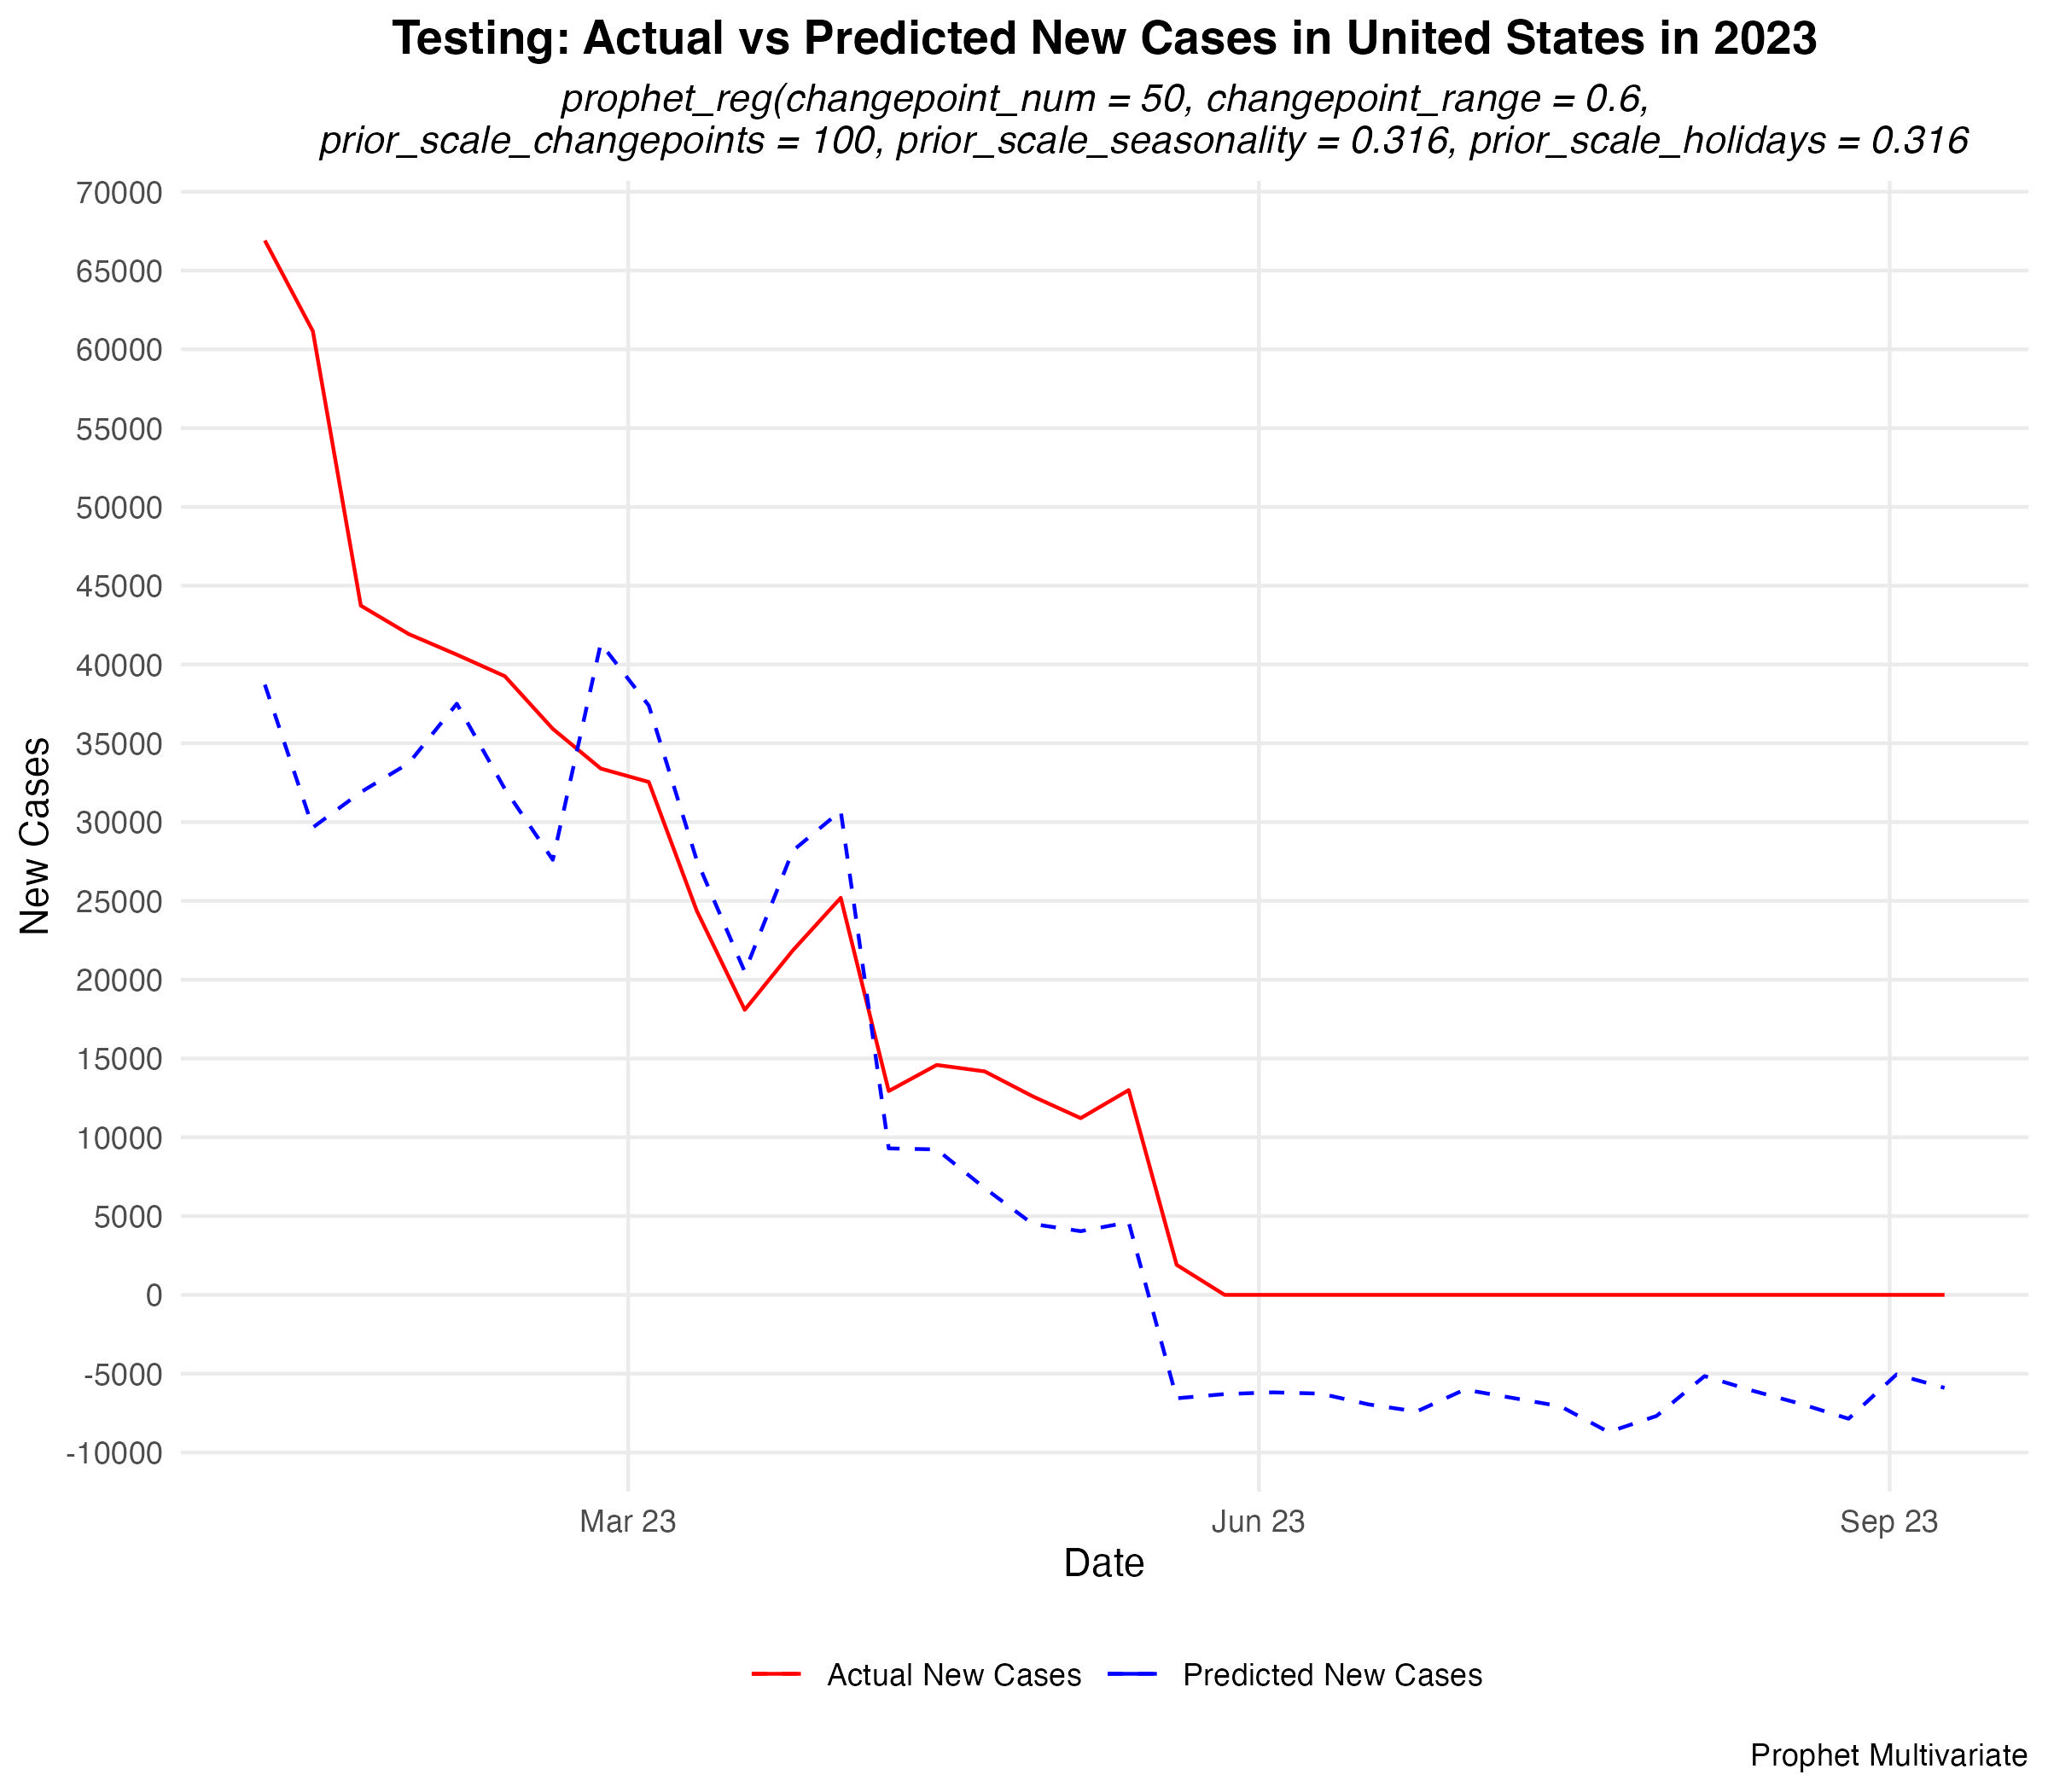 Testing: Actual vs Predicted New Cases in United States in 2023
prophet_reg(changepoint_num = 50, changepoint_range = 0.6,
prior_scale_changepoints = 100, prior_scale_seasonality = 0.316, prior_scale_holidays = 0.316
70000
65000
60000
55000
50000
45000
40000
35000
30000
25000
20000
15000
10000
5000
0
-5000
-10000
New Cases
Mar 23
Jun 23
Sep 23
Date
Actual New Cases
Predicted New Cases
Prophet Multivariate